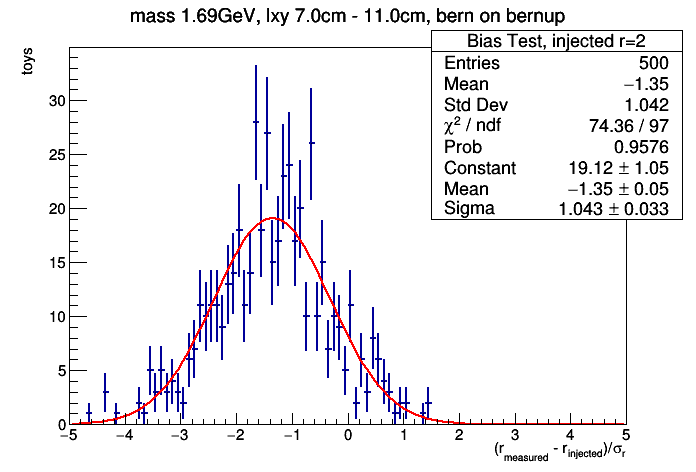 mass 1.69GeV, lxy 7.0cm - 11.0cm, bern on bernup
toys
Bias Test, injected r=2
Entries 500
Mean −1.35
Std Dev 1.042
χ² / ndf 74.36 / 97
Prob 0.9576
Constant 19.12 ± 1.05
Mean −1.35 ± 0.05
Sigma 1.043 ± 0.033
30
25
20
15
10
5
0
−5 −4 −3 −2 −1 0 1 2 3 4 5
(r_measured - r_injected)/σ_r